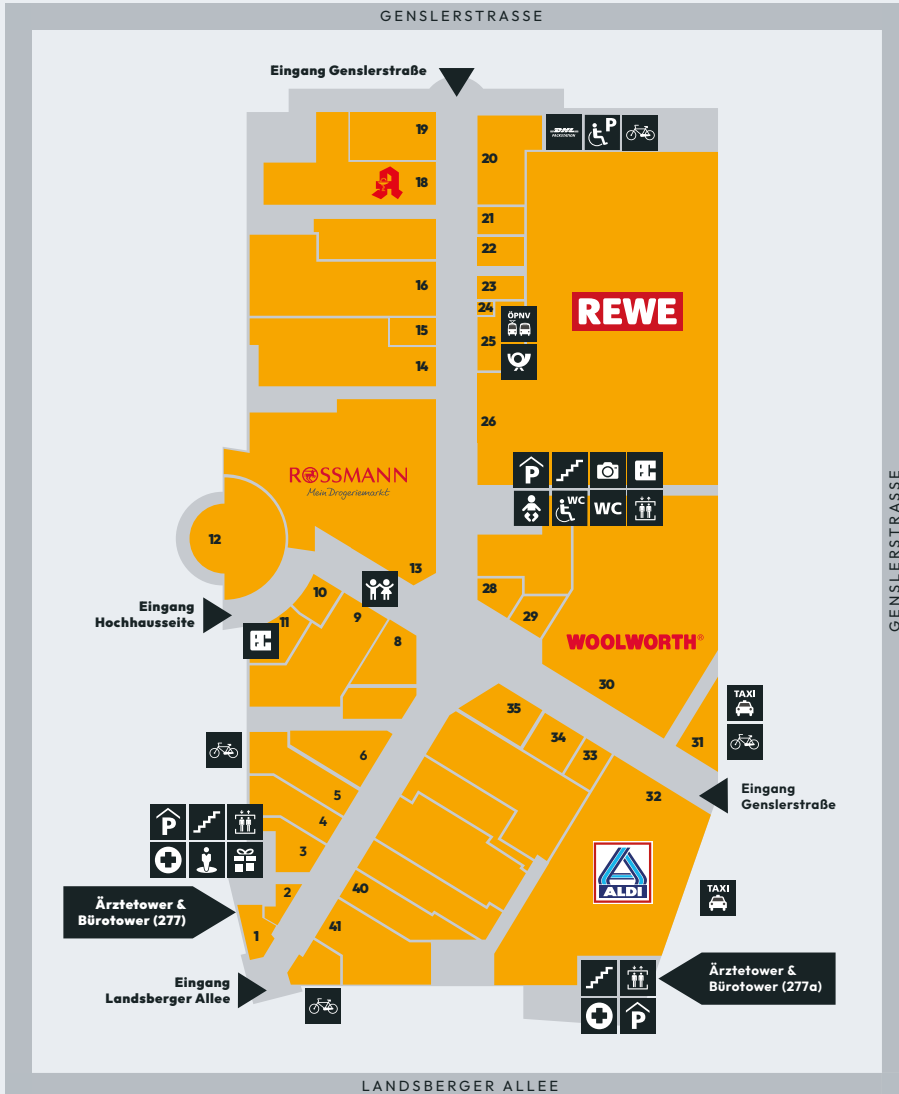 GENSLERSTRASSE
Eingang Genslerstraße
19
20
P
18
21
22
16
23
24
ÖPNV
REWE
15
25
14
26
ROSSMANN
Mein Drogeriemarkt
P
WC
WC
12
13
28
10
29
9
11
Eingang
Hochhausseite
8
WOOLWORTH®
30
GENSLERSTRASSE
TAXI
35
34
33
31
6
5
32
Eingang
Genslerstraße
4
P
3
ALDI
2
40
TAXI
Ärztetower &
Bürotower (277)
1
41
Eingang
Landsberger Allee
Ärztetower &
Bürotower (277a)
P
LANDSBERGER ALLEE